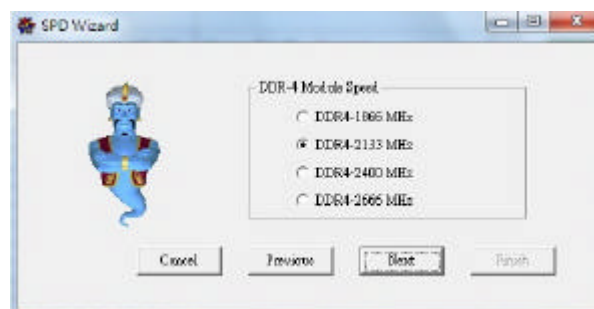 SPD Wizard
DDR-4 Module Speed
DDR4-1866 MHz
DDR4-2133 MHz
DDR4-2400 MHz
DDR4-2666 MHz
Cancel
Previous
Next
Finish